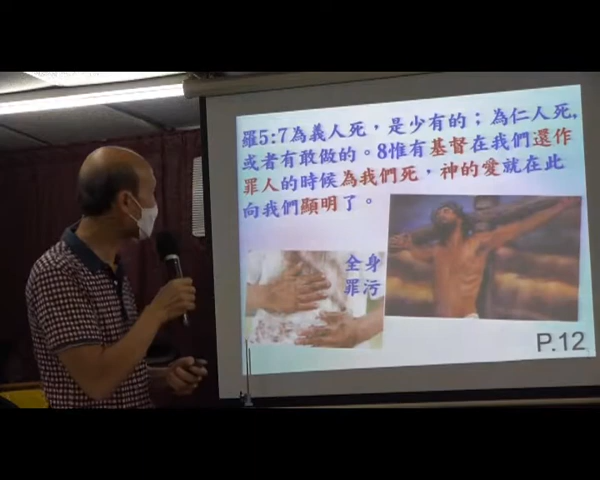 羅5:7為義人死，是少有的；為仁人死，
或者有敢做的。8惟有基督在我們還作
罪人的時候為我們死，神的愛就在此
向我們顯明了。
全身
罪污
P.12